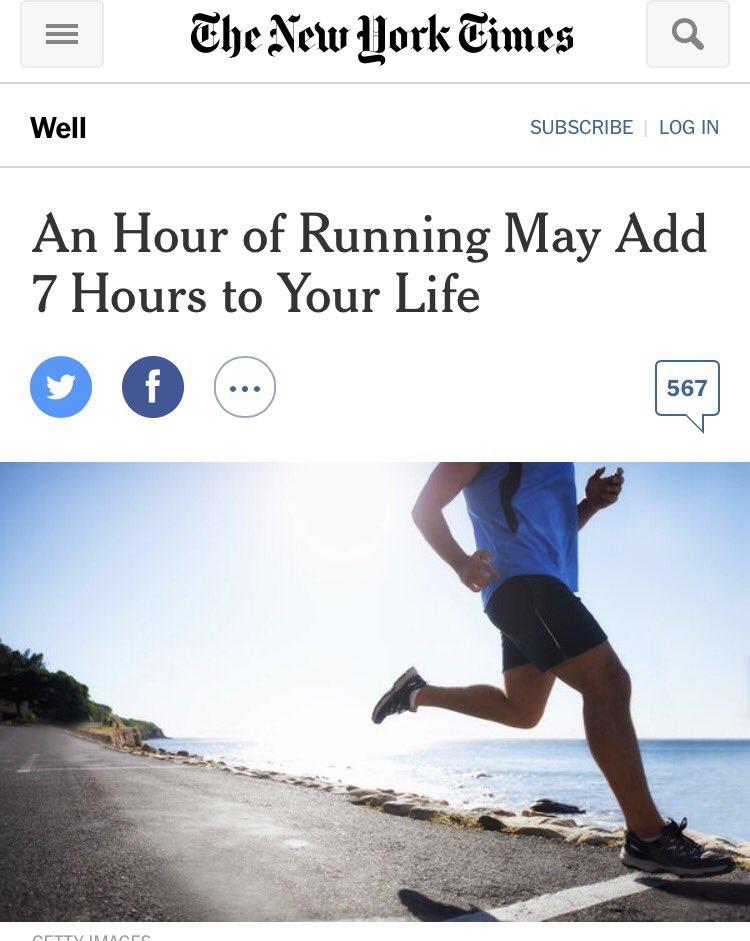 The New York Times
Well
SUBSCRIBE | LOG IN
An Hour of Running May Add
7 Hours to Your Life
567
GETTY IMAGES